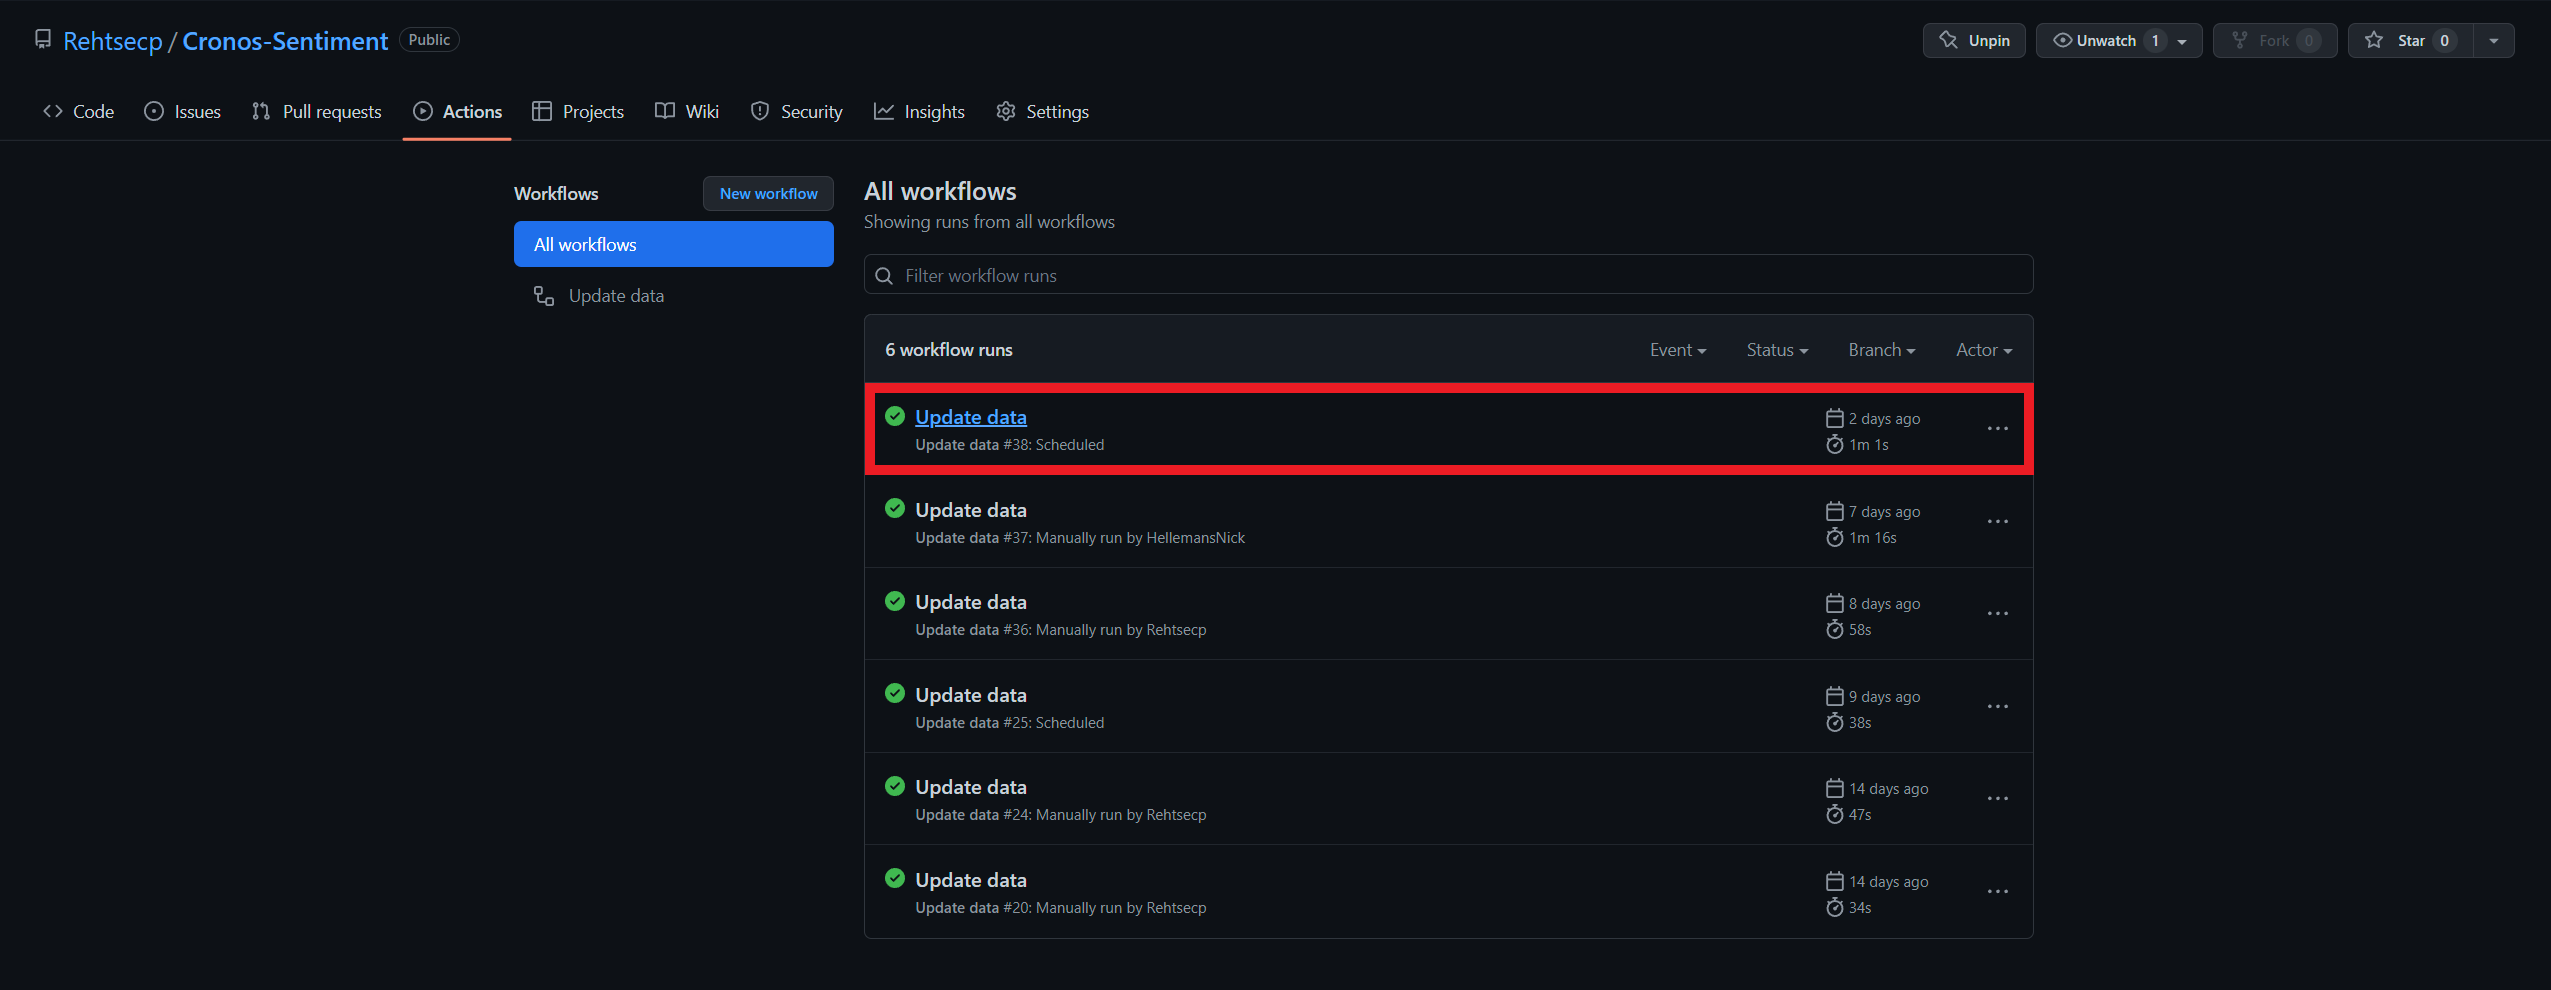 Rehtsecp / Cronos-Sentiment Public
Unpin
Unwatch 1
Fork 0
Star 0
Code
Issues
Pull requests
Actions
Projects
Wiki
Security
Insights
Settings
Workflows
New workflow
All workflows
Update data
All workflows
Showing runs from all workflows
Filter workflow runs
6 workflow runs
Event
Status
Branch
Actor
Update data
Update data #38: Scheduled
2 days ago
1m 1s
Update data
Update data #37: Manually run by HellemansNick
7 days ago
1m 16s
Update data
Update data #36: Manually run by Rehtsecp
8 days ago
58s
Update data
Update data #25: Scheduled
9 days ago
38s
Update data
Update data #24: Manually run by Rehtsecp
14 days ago
47s
Update data
Update data #20: Manually run by Rehtsecp
14 days ago
34s